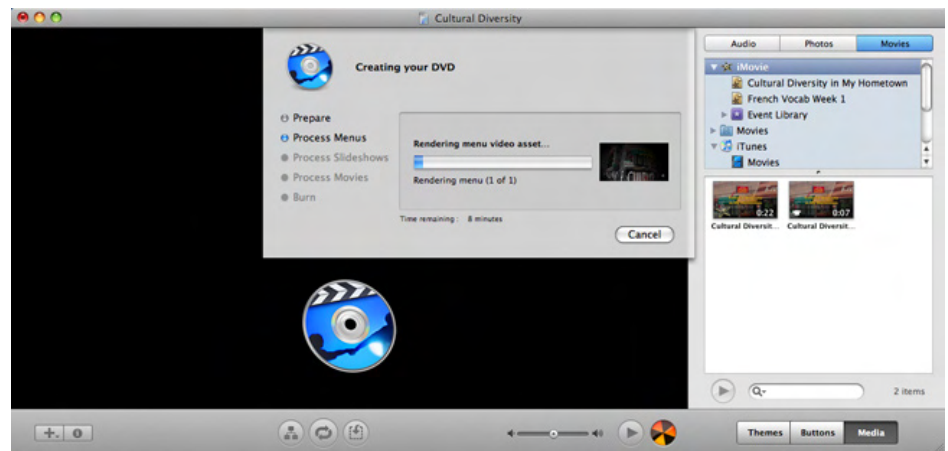 Cultural Diversity
Creating your DVD
Prepare
Process Menus
Process Slideshows
Process Movies
Burn
Rendering menu video asset...
Rendering menu (1 of 1)
Time remaining: 8 minutes
Cancel
Audio Photos Movies
iMovie
Cultural Diversity in My Hometown
French Vocab Week 1
Event Library
Movies
iTunes
Movies
0:22 0:07
Cultural Diversit... Cultural Diversit...
2 items
Themes Buttons Media